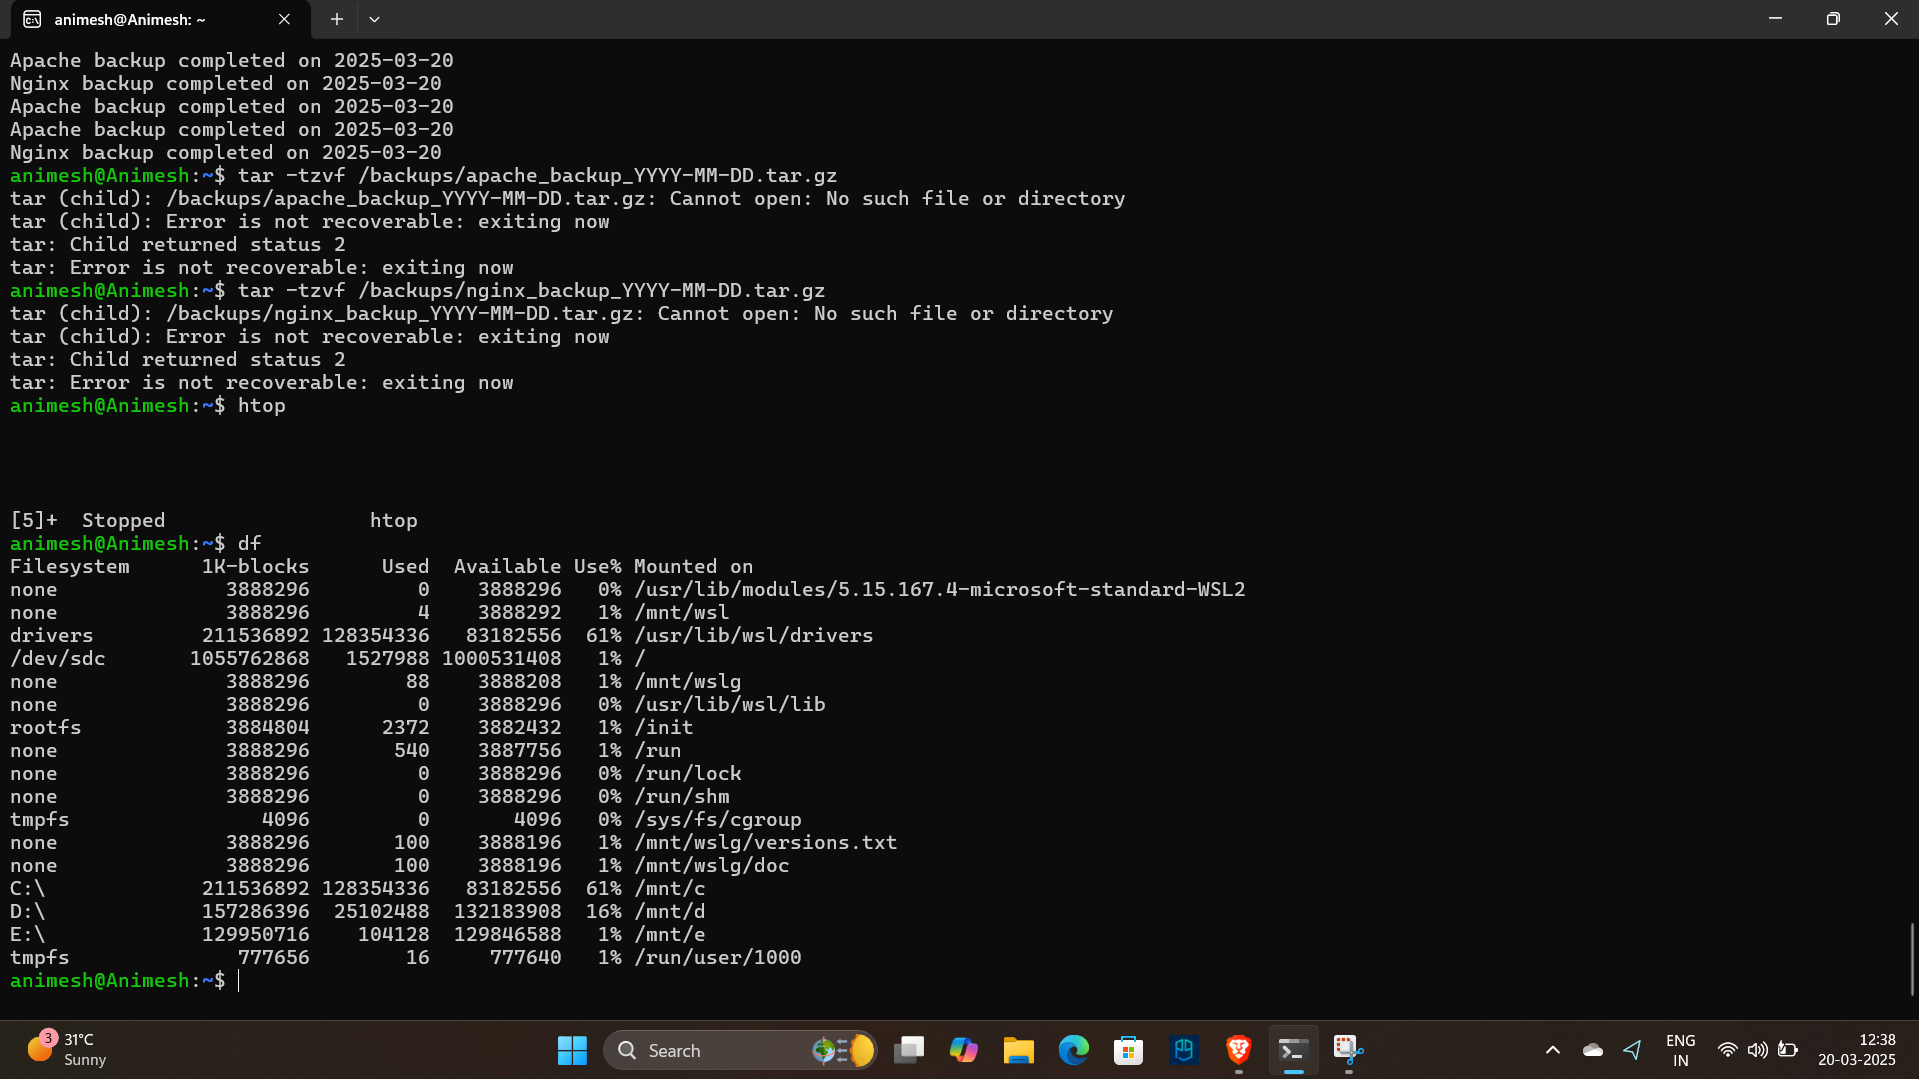 animesh@Animesh: ~
Apache backup completed on 2025-03-20
Nginx backup completed on 2025-03-20
Apache backup completed on 2025-03-20
Apache backup completed on 2025-03-20
Nginx backup completed on 2025-03-20
animesh@Animesh:~$ tar -tzvf /backups/apache_backup_YYYY-MM-DD.tar.gz
tar (child): /backups/apache_backup_YYYY-MM-DD.tar.gz: Cannot open: No such file or directory
tar (child): Error is not recoverable: exiting now
tar: Child returned status 2
tar: Error is not recoverable: exiting now
animesh@Animesh:~$ tar -tzvf /backups/nginx_backup_YYYY-MM-DD.tar.gz
tar (child): /backups/nginx_backup_YYYY-MM-DD.tar.gz: Cannot open: No such file or directory
tar (child): Error is not recoverable: exiting now
tar: Child returned status 2
tar: Error is not recoverable: exiting now
animesh@Animesh:~$ htop
[5]+  Stopped                 htop
animesh@Animesh:~$ df
Filesystem      1K-blocks      Used  Available Use% Mounted on
none              3888296         0    3888296   0% /usr/lib/modules/5.15.167.4-microsoft-standard-WSL2
none              3888296         4    3888292   1% /mnt/wsl
drivers         211536892 128354336   83182556  61% /usr/lib/wsl/drivers
/dev/sdc       1055762868   1527988 1000531408   1% /
none              3888296        88    3888208   1% /mnt/wslg
none              3888296         0    3888296   0% /usr/lib/wsl/lib
rootfs            3884804      2372    3882432   1% /init
none              3888296       540    3887756   1% /run
none              3888296         0    3888296   0% /run/lock
none              3888296         0    3888296   0% /run/shm
tmpfs                4096         0       4096   0% /sys/fs/cgroup
none              3888296       100    3888196   1% /mnt/wslg/versions.txt
none              3888296       100    3888196   1% /mnt/wslg/doc
C:\             211536892 128354336   83182556  61% /mnt/c
D:\             157286396  25102488  132183908  16% /mnt/d
E:\             129950716    104128  129846588   1% /mnt/e
tmpfs              777656        16     777640   1% /run/user/1000
animesh@Animesh:~$
3
31°C
Sunny
Search
ENG
IN
12:38
20-03-2025